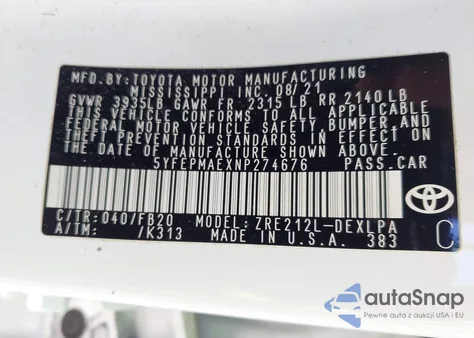 MFD. BY: TOYOTA MOTOR MANUFACTURING
MISSISSIPPI INC. 08/21
GVWR 3935LB GAWR FR 2315 LB RR 2140 LB
THIS VEHICLE CONFORMS TO ALL APPLICABLE
FEDERAL MOTOR VEHICLE SAFETY, BUMPER AND
THEFT PREVENTION STANDARDS IN EFFECT ON
THE DATE OF MANUFACTURE SHOWN ABOVE.
5YFEPMAEXNP274676 PASS.CAR
TOYOTA
C/TR:040/FB20 MODEL: ZRE212L-DEXLPA
A/TM: /K313 MADE IN U.S.A. 383
C
autoSnap
Pewne auta z aukcji USA i EU